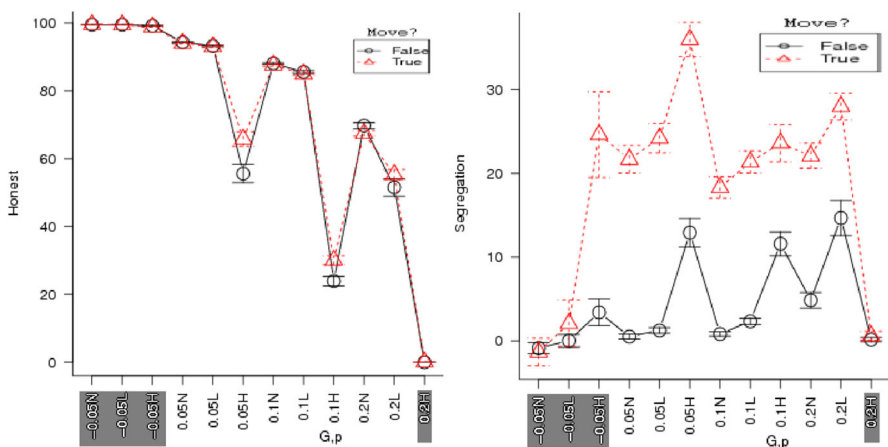 Move?
False
True
Honest
100
80
60
40
20
0
-0.05N
-0.05L
-0.05H
0.05N
0.05L
0.05H
0.1N
0.1L
0.1H
0.2N
0.2L
0.2H
G,p
Move?
False
True
Segregation
30
20
10
0
-0.05N
-0.05L
-0.05H
0.05N
0.05L
0.05H
0.1N
0.1L
0.1H
0.2N
0.2L
0.2H
G,p